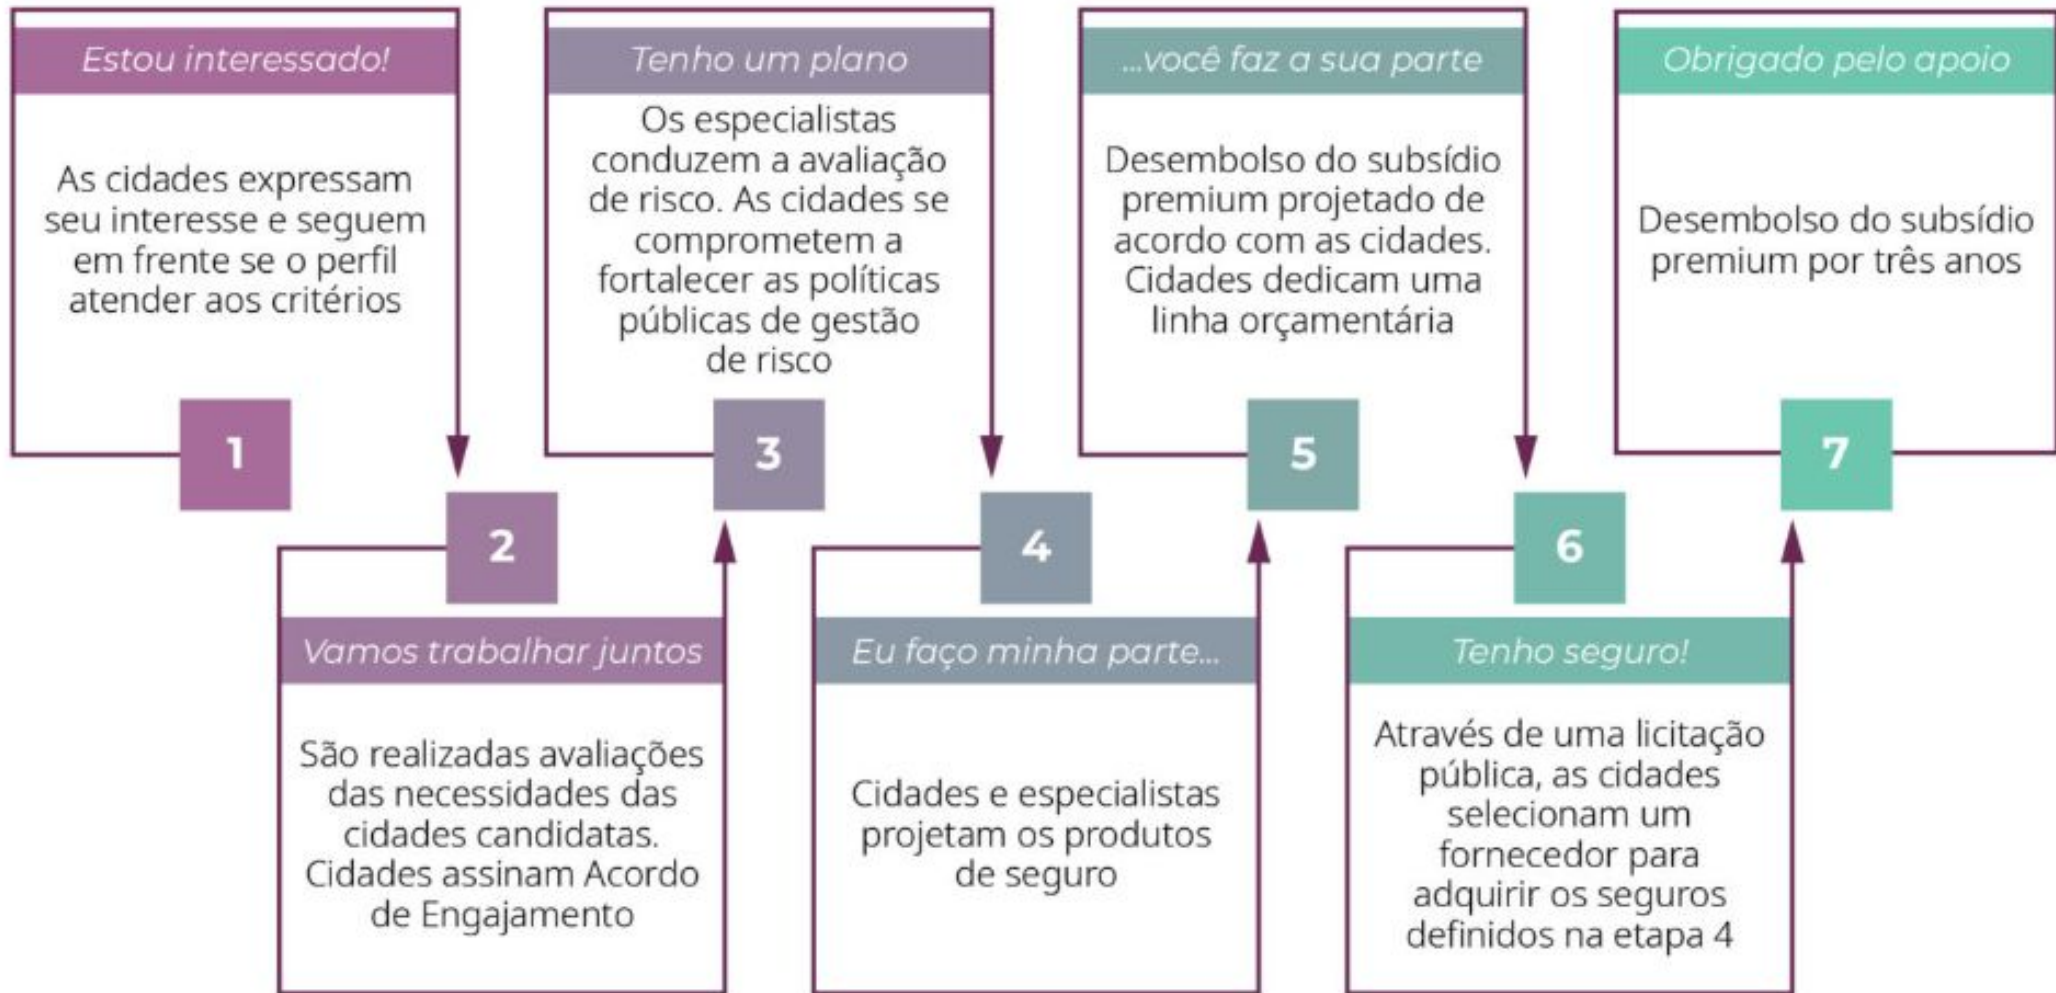 Estou interessado!
As cidades expressam
seu interesse e seguem
em frente se o perfil
atender aos critérios
1
2
Vamos trabalhar juntos
São realizadas avaliações
das necessidades das
cidades candidatas.
Cidades assinam Acordo
de Engajamento
Tenho um plano
Os especialistas
conduzem a avaliação
de risco. As cidades se
comprometem a
fortalecer as políticas
públicas de gestão
de risco
3
4
Eu faço minha parte...
Cidades e especialistas
projetam os produtos
de seguro
...você faz a sua parte
Desembolso do subsídio
premium projetado de
acordo com as cidades.
Cidades dedicam uma
linha orçamentária
5
6
Tenho seguro!
Através de uma licitação
pública, as cidades
selecionam um
fornecedor para
adquirir os seguros
definidos na etapa 4
Obrigado pelo apoio
Desembolso do subsídio
premium por três anos
7